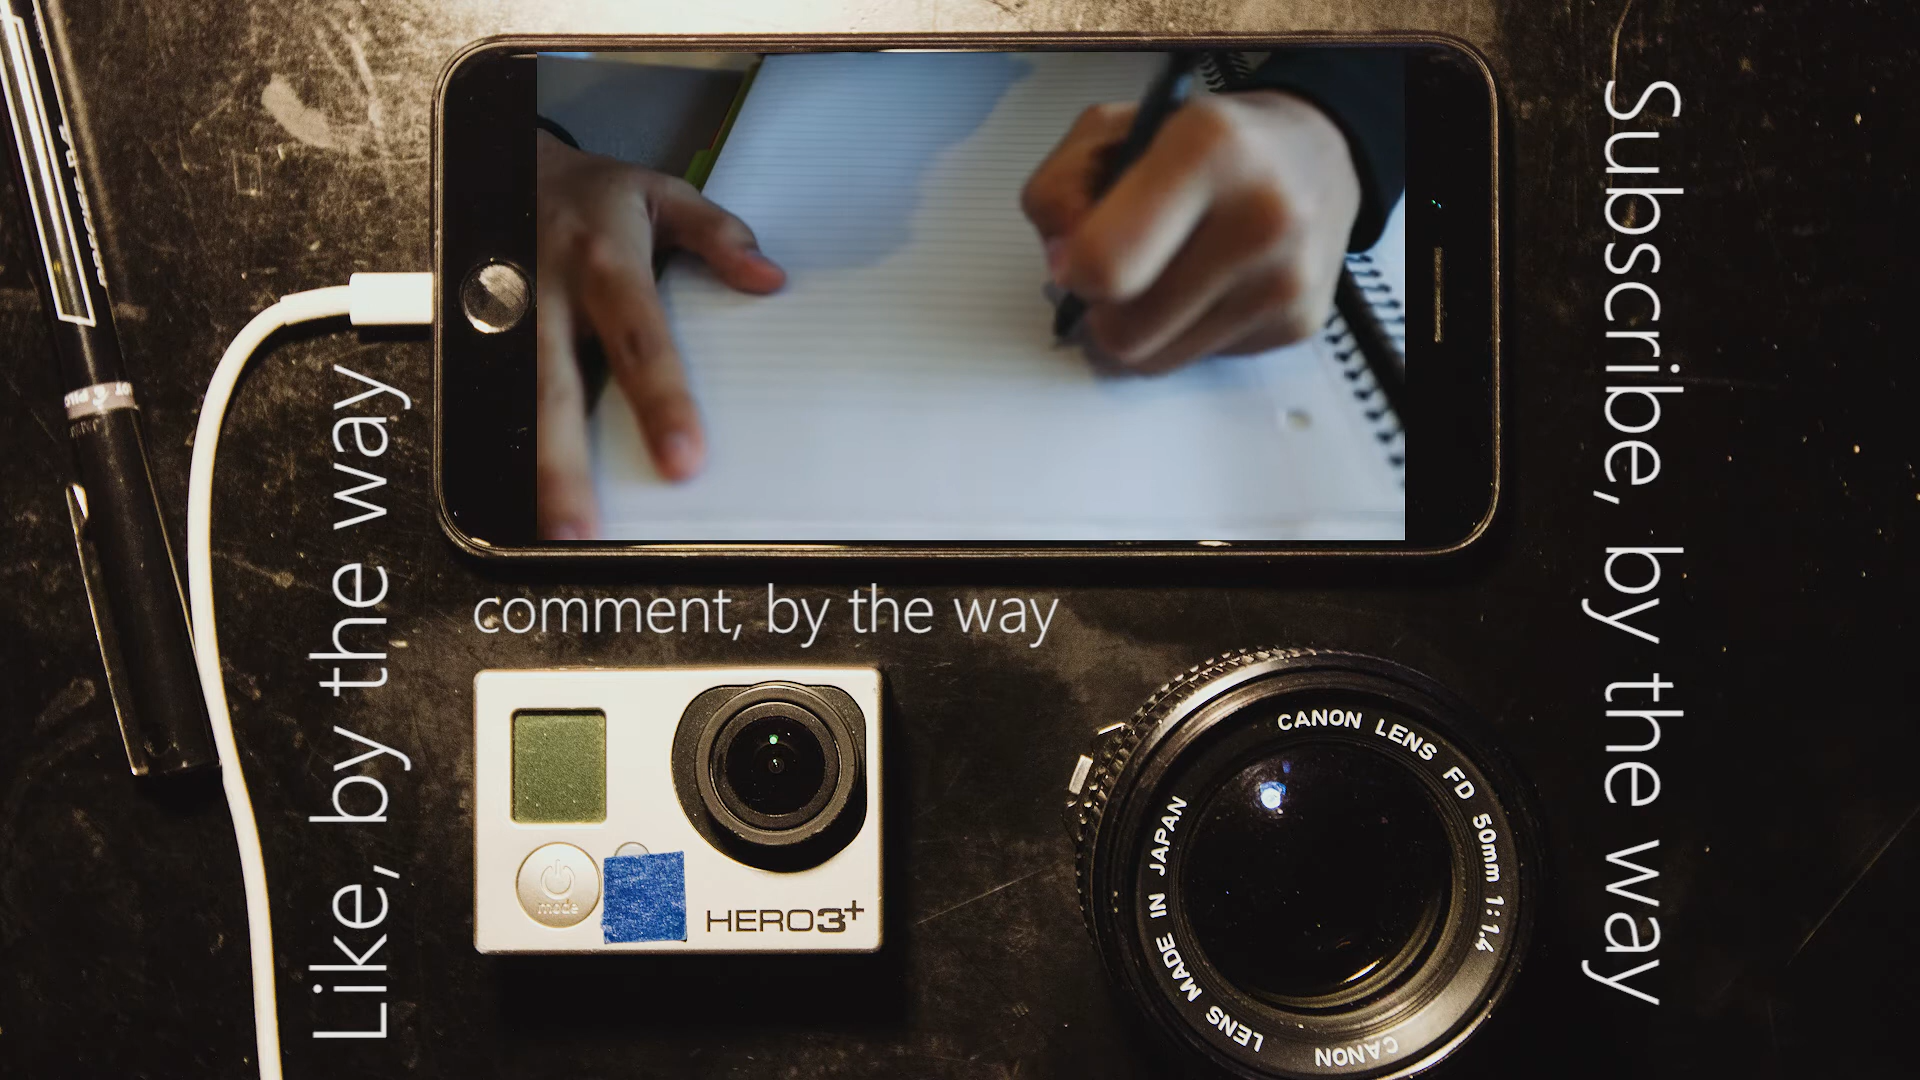 Like, by the way
comment, by the way
Subscribe, by the way
mode
HERO3+
CANON LENS FD 50mm 1:1.4
CANON
LENS MADE IN JAPAN